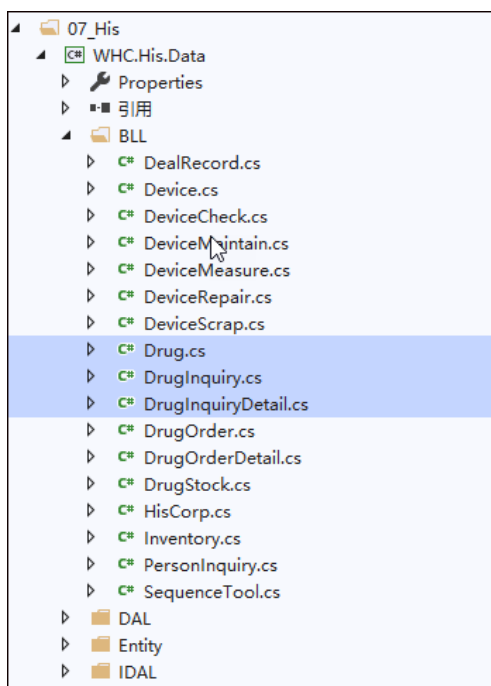 07_His
C# WHC.His.Data
Properties
引用
BLL
C# DealRecord.cs
C# Device.cs
C# DeviceCheck.cs
C# DeviceMaintain.cs
C# DeviceMeasure.cs
C# DeviceRepair.cs
C# DeviceScrap.cs
C# Drug.cs
C# DrugInquiry.cs
C# DrugInquiryDetail.cs
C# DrugOrder.cs
C# DrugOrderDetail.cs
C# DrugStock.cs
C# HisCorp.cs
C# Inventory.cs
C# PersonInquiry.cs
C# SequenceTool.cs
DAL
Entity
IDAL